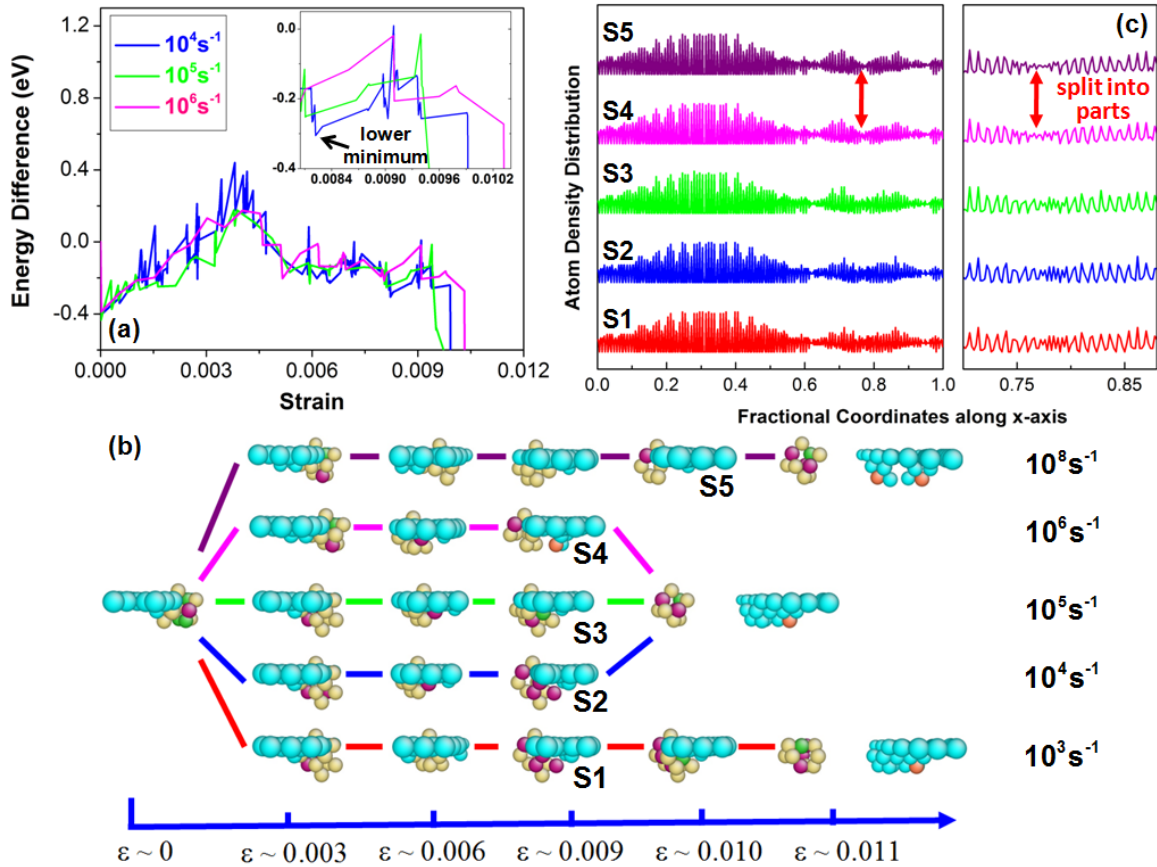 1.2
0.8
0.4
0.0
-0.4
Energy Difference (eV)
10⁴s⁻¹
10⁵s⁻¹
10⁶s⁻¹
0.0
-0.2
-0.4
lower
minimum
0.0084
0.0090
0.0096
0.0102
(a)
0.000
0.003
0.006
0.009
0.012
Strain
Atom Density Distribution
S5
S4
S3
S2
S1
(c)
split into
parts
0.0
0.2
0.4
0.6
0.8
1.0
0.75
0.85
Fractional Coordinates along x-axis
(b)
S5
10⁸s⁻¹
S4
10⁶s⁻¹
S3
10⁵s⁻¹
S2
10⁴s⁻¹
S1
10³s⁻¹
ε ~ 0
ε ~ 0.003
ε ~ 0.006
ε ~ 0.009
ε ~ 0.010
ε ~ 0.011